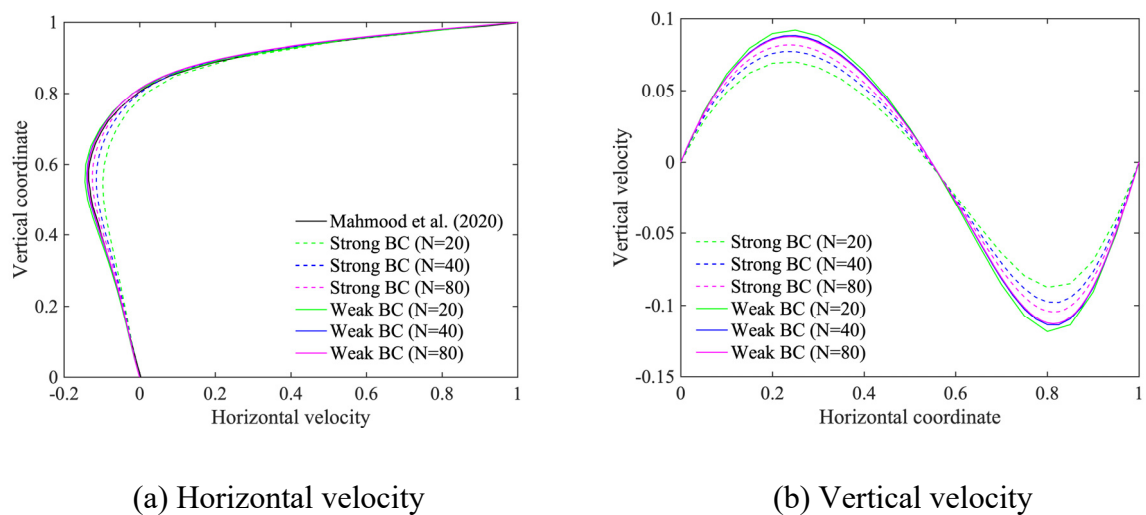 1
0.8
0.6
0.4
0.2
0
Vertical coordinate
-0.2
0
0.2
0.4
0.6
0.8
1
Horizontal velocity
Mahmood et al. (2020)
Strong BC (N=20)
Strong BC (N=40)
Strong BC (N=80)
Weak BC (N=20)
Weak BC (N=40)
Weak BC (N=80)
(a) Horizontal velocity
0.1
0.05
0
-0.05
-0.1
-0.15
Vertical velocity
0
0.2
0.4
0.6
0.8
1
Horizontal coordinate
Strong BC (N=20)
Strong BC (N=40)
Strong BC (N=80)
Weak BC (N=20)
Weak BC (N=40)
Weak BC (N=80)
(b) Vertical velocity